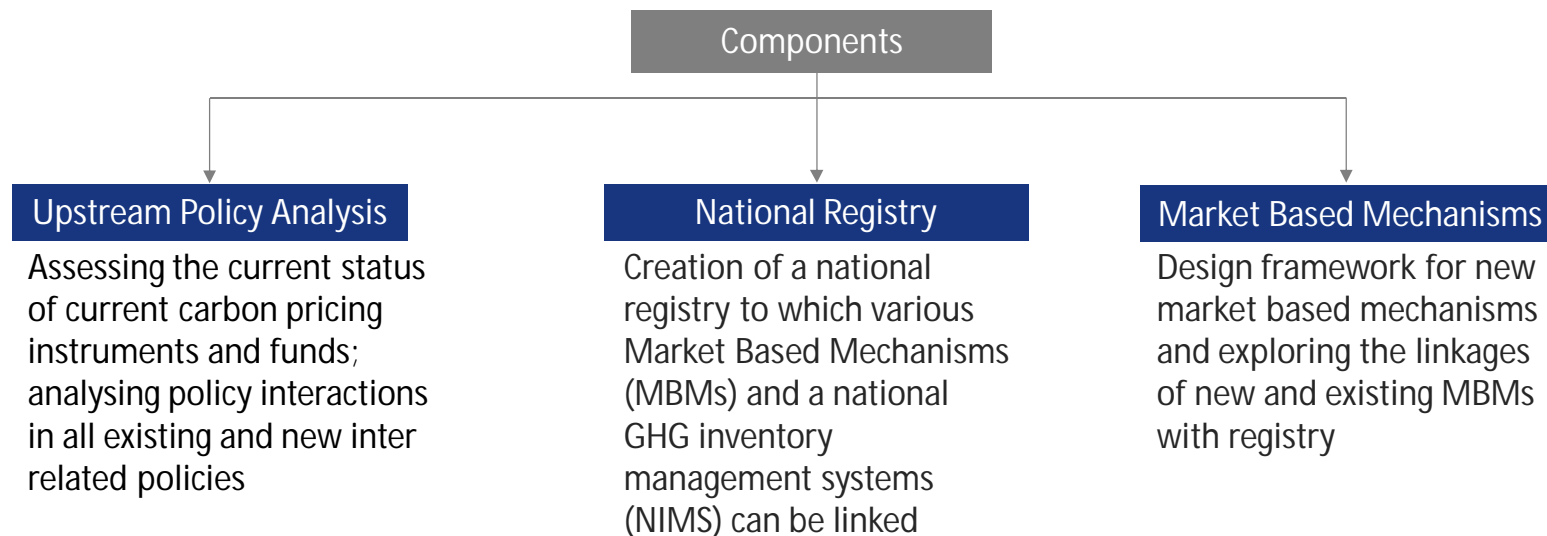 Components
Upstream Policy Analysis
Assessing the current status
of current carbon pricing
instruments and funds;
analysing policy interactions
in all existing and new inter
related policies
National Registry
Creation of a national
registry to which various
Market Based Mechanisms
(MBMs) and a national
GHG inventory
management systems
(NIMS) can be linked
Market Based Mechanisms
Design framework for new
market based mechanisms
and exploring the linkages
of new and existing MBMs
with registry